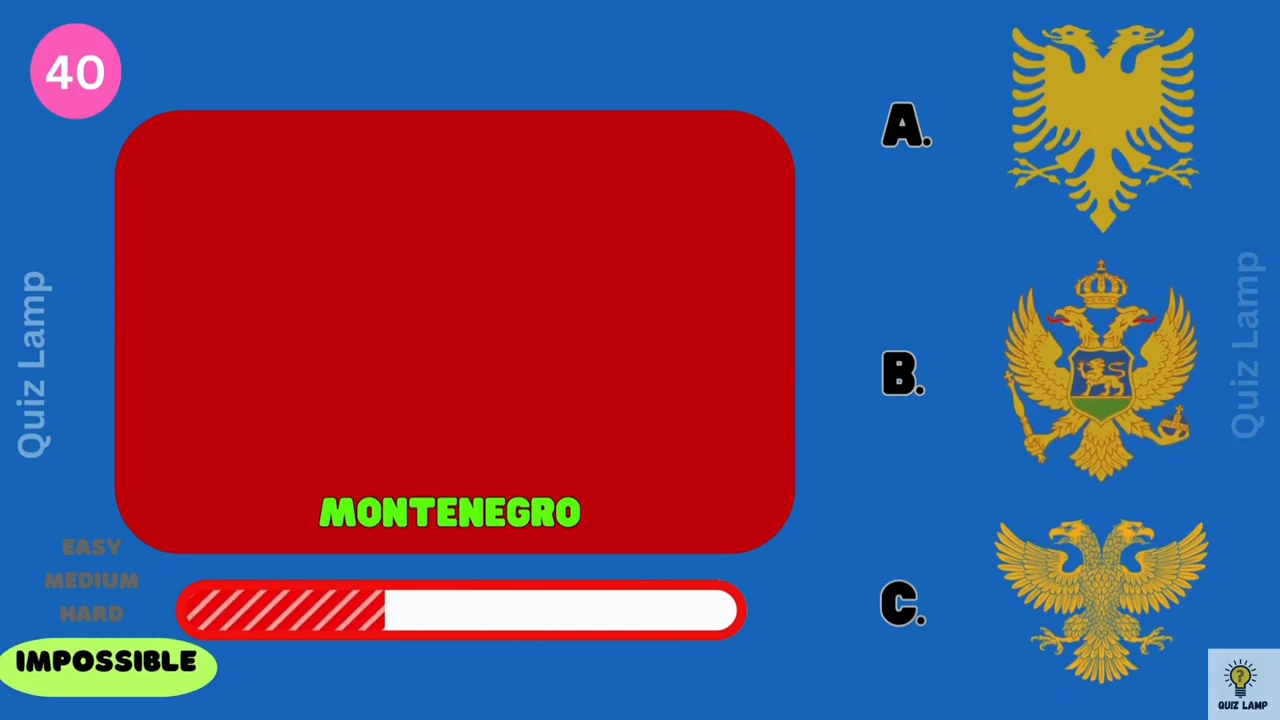 40
A.
B.
C.
MONTENEGRO
EASY
MEDIUM
HARD
IMPOSSIBLE
Quiz Lamp
Quiz Lamp
?
QUIZ LAMP